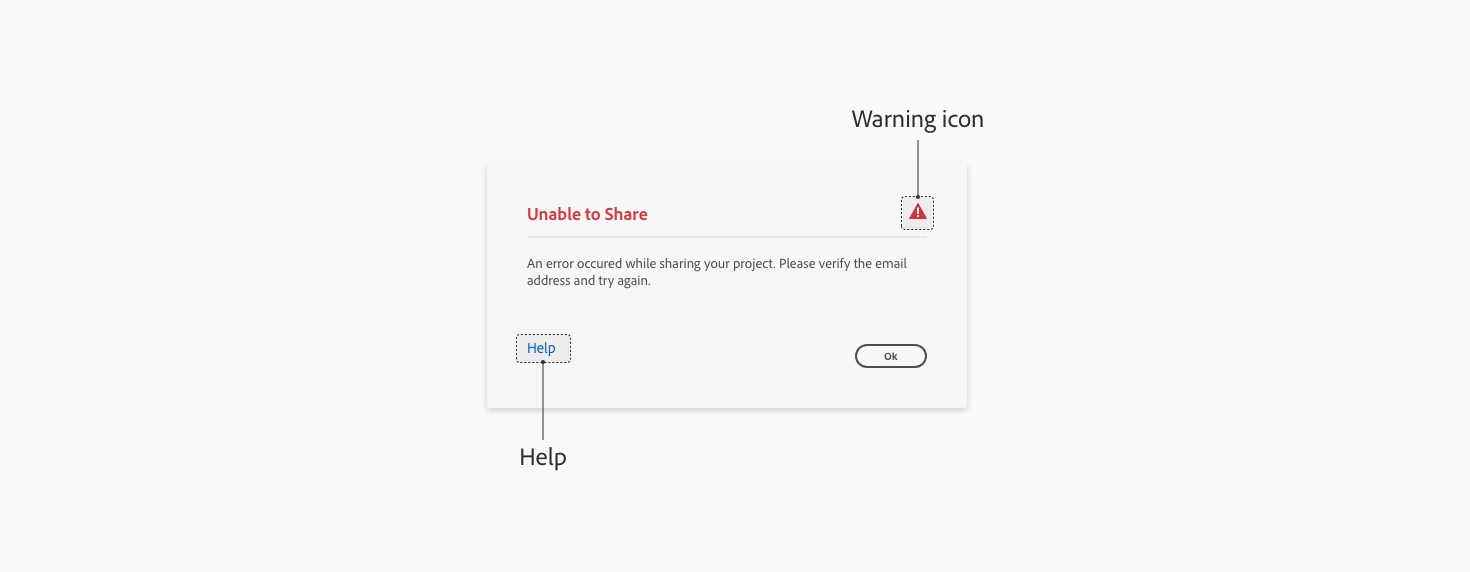 Warning icon
Unable to Share
An error occured while sharing your project. Please verify the email
address and try again.
Help
Ok
Help